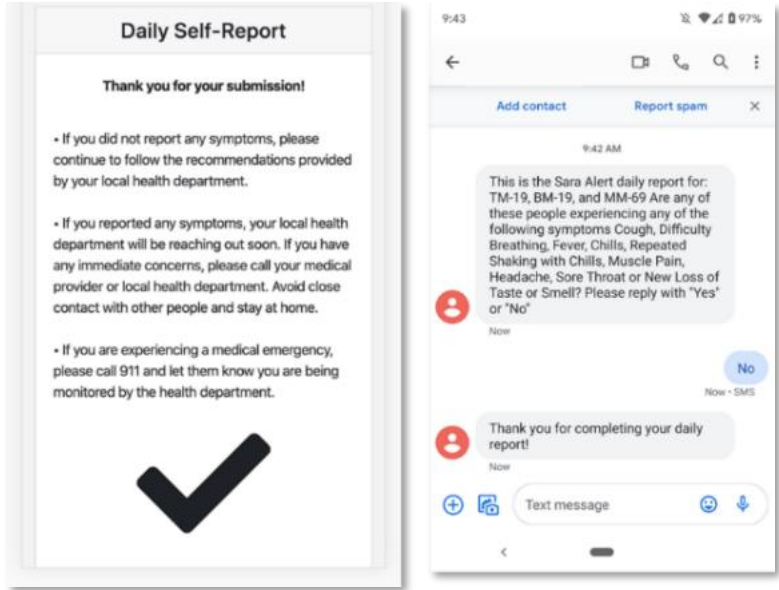 Daily Self-Report
Thank you for your submission!
• If you did not report any symptoms, please
continue to follow the recommendations provided
by your local health department.
• If you reported any symptoms, your local health
department will be reaching out soon. If you have
any immediate concerns, please call your medical
provider or local health department. Avoid close
contact with other people and stay at home.
• If you are experiencing a medical emergency,
please call 911 and let them know you are being
monitored by the health department.
9:43
97%
Add contact
Report spam
9:42 AM
This is the Sara Alert daily report for:
TM-19, BM-19, and MM-69 Are any of
these people experiencing any of the
following symptoms Cough, Difficulty
Breathing, Fever, Chills, Repeated
Shaking with Chills, Muscle Pain,
Headache, Sore Throat or New Loss of
Taste or Smell? Please reply with "Yes"
or "No"
Now
No
Now • SMS
Thank you for completing your daily
report!
Now
Text message